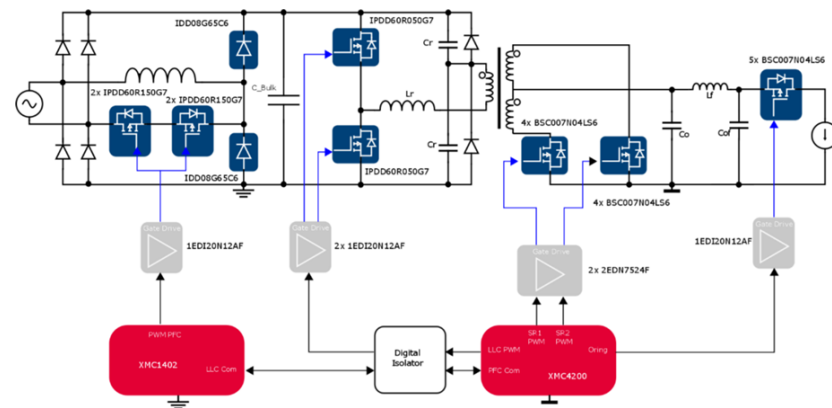 IDD08G65C6
IPDD60R050G7
Cr
5x BSC007N04LS6
2x IPDD60R150G7
2x IPDD60R150G7
C_Bulk
Lr
Lf
4x BSC007N04LS6
Co
Cof
Cr
IDD08G65C6
IPDD60R050G7
4x BSC007N04LS6
Gate Drive
1EDI20N12AF
Gate Drive
2x 1EDI20N12AF
Gate Drive
2x 2EDN7524F
Gate Drive
1EDI20N12AF
PWM PFC
XMC1402
LLC Com
Digital
Isolator
SR1
PWM
SR2
PWM
LLC PWM
Oring
PFC Com
XMC4200